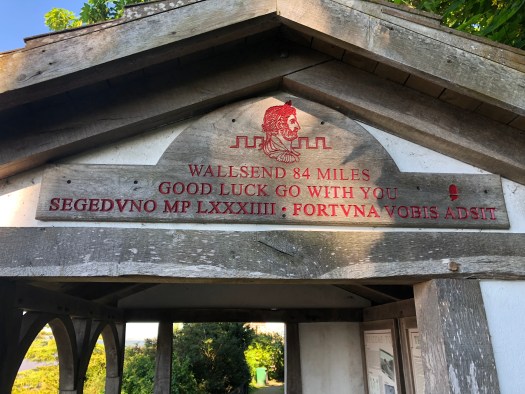 WALLSEND 84 MILES
GOOD LUCK GO WITH YOU
SEGEDVNO MP LXXXIIII : FORTVNA VOBIS ADSIT